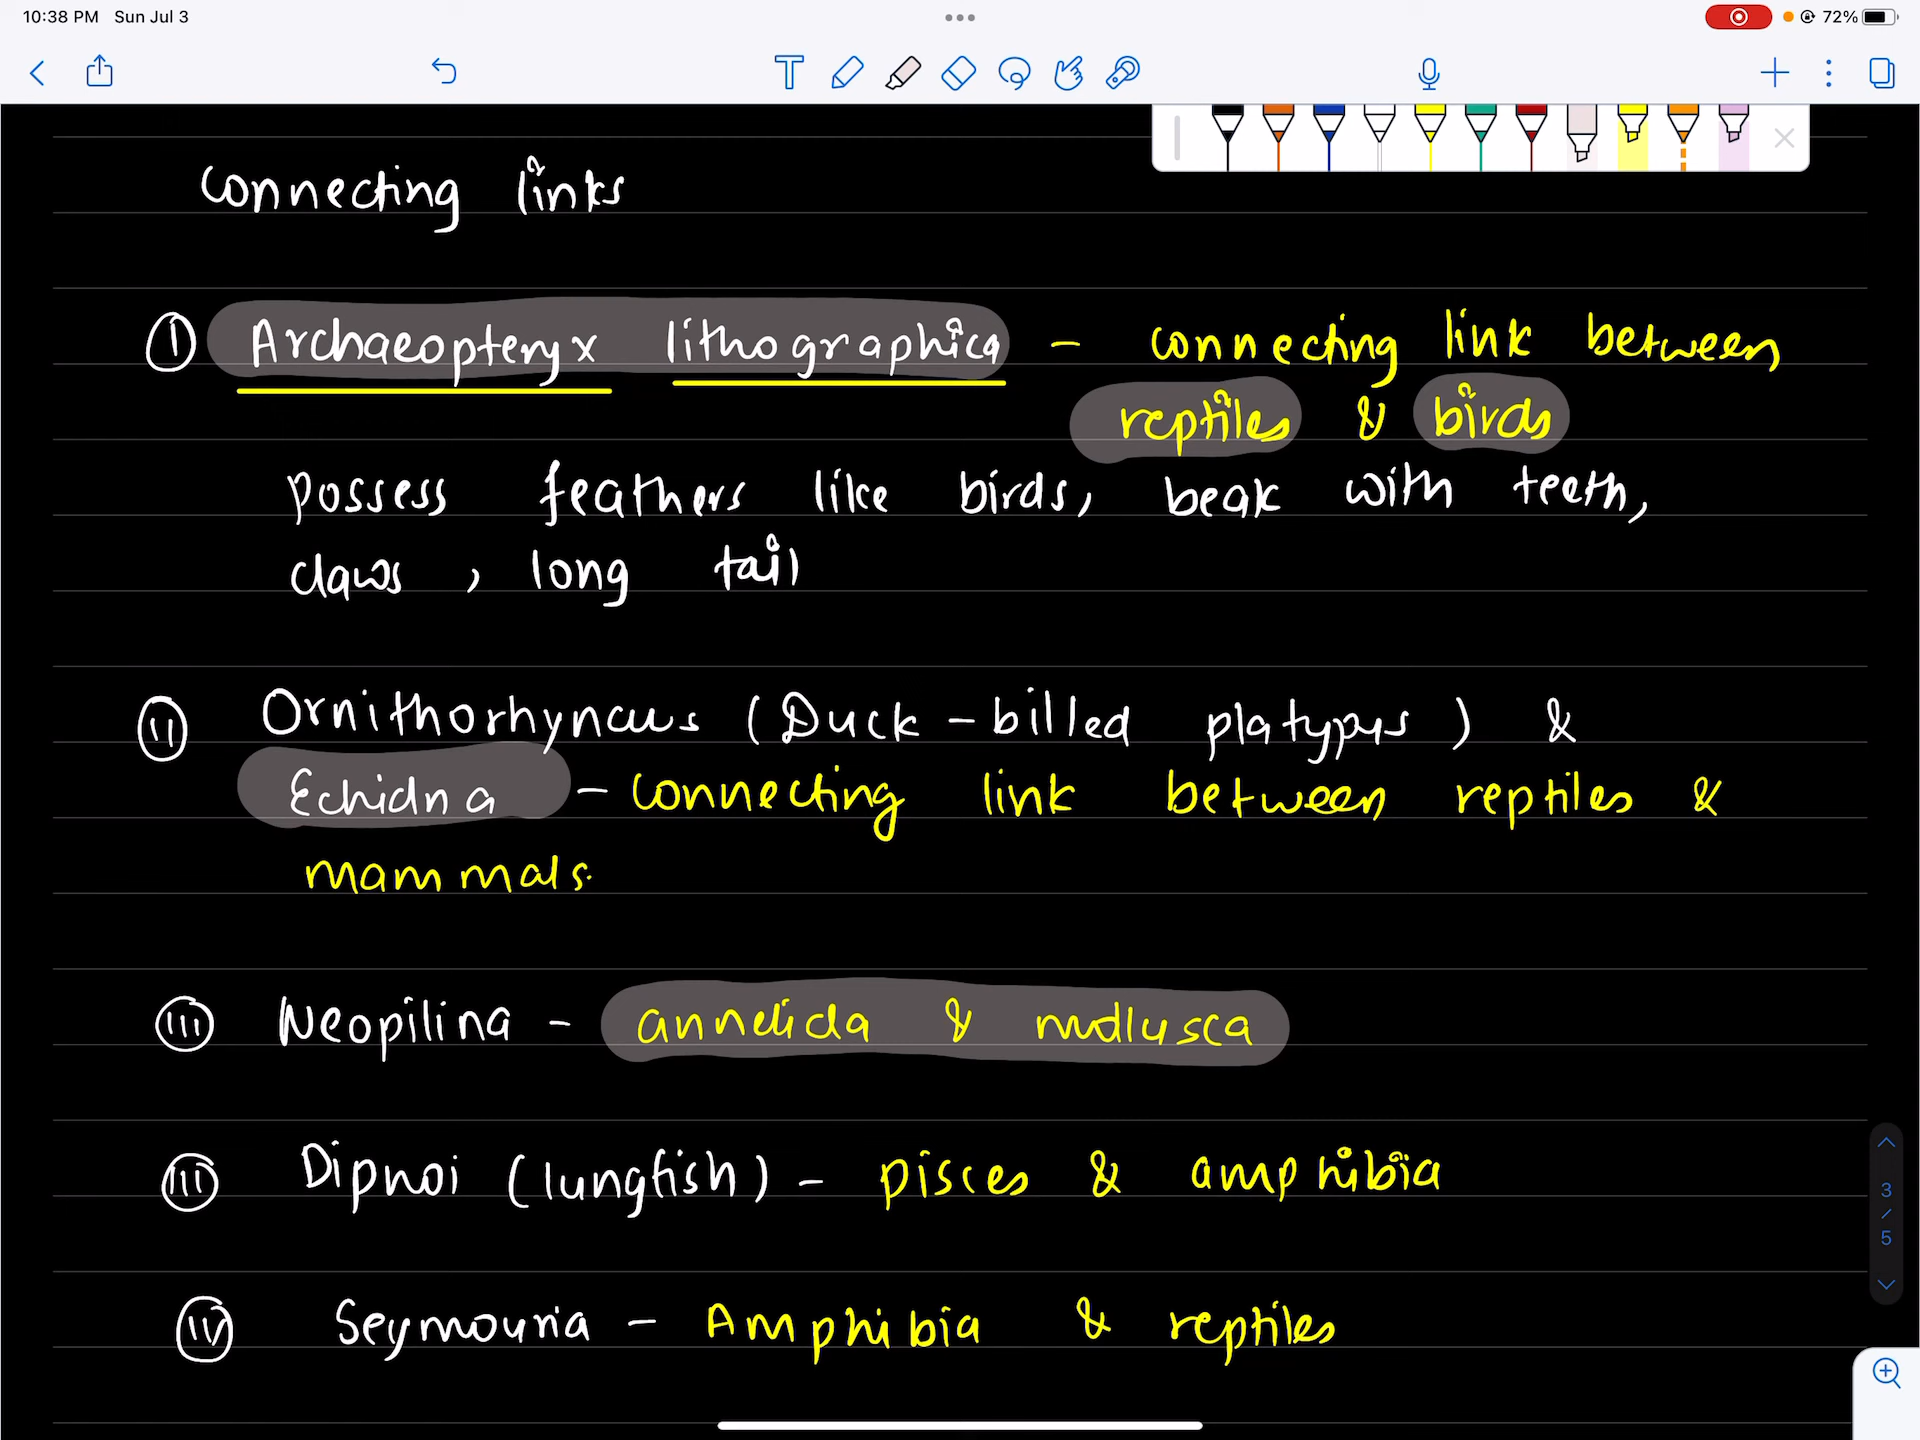 10:38 PM Sun Jul 3
72%
Connecting links
(i) Archaeopteryx lithographica - connecting link between
reptiles & birds
possess feathers like birds, beak with teeth,
claws, long tail
(ii) Ornithorhyncus (Duck-billed platypus) &
Echidna - connecting link between reptiles &
mammals.
(iii) Neopilina - annelida & mollusca
(iii) Dipnoi (lungfish) - pisces & amphibia
(iv) Seymouria - Amphibia & reptiles
3
/
5